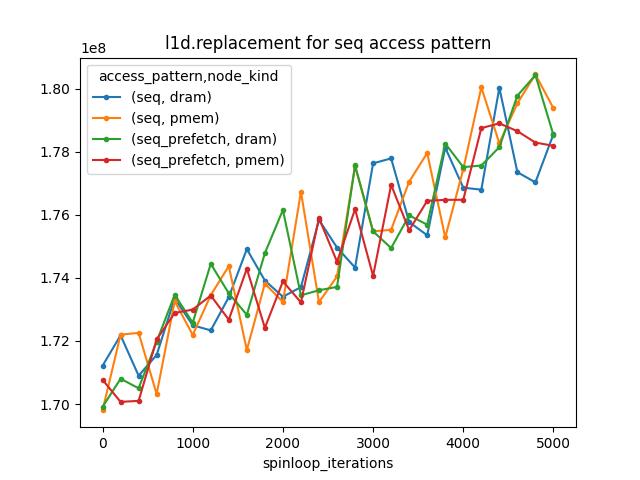 l1d.replacement for seq access pattern
1e8
access_pattern,node_kind
(seq, dram)
(seq, pmem)
(seq_prefetch, dram)
(seq_prefetch, pmem)
1.80
1.78
1.76
1.74
1.72
1.70
0 1000 2000 3000 4000 5000
spinloop_iterations